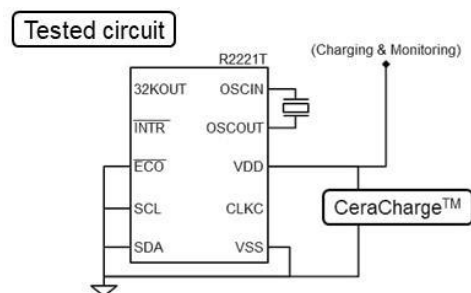 Tested circuit
R2221T
(Charging & Monitoring)
32KOUT OSCIN
INTR OSCOUT
ECO VDD
SCL CLKC
SDA VSS
CeraCharge™